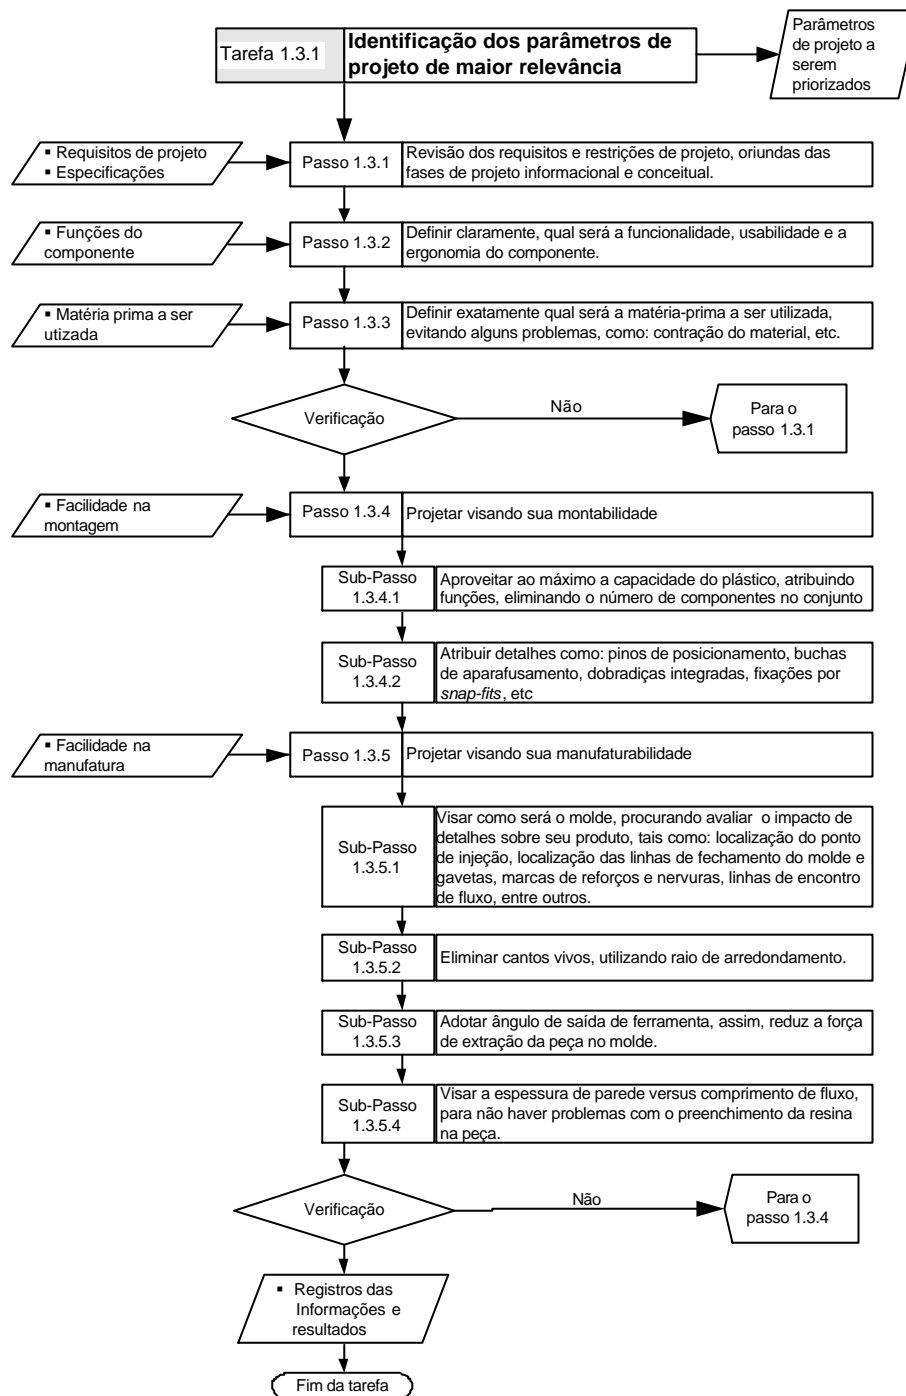 Tarefa 1.3.1
Identificação dos parâmetros de
projeto de maior relevância
Parâmetros
de projeto a
serem
priorizados
▪ Requisitos de projeto
▪ Especificações
Passo 1.3.1
Revisão dos requisitos e restrições de projeto, oriundas das
fases de projeto informacional e conceitual.
▪ Funções do
componente
Passo 1.3.2
Definir claramente, qual será a funcionalidade, usabilidade e a
ergonomia do componente.
▪ Matéria prima a ser
utizada
Passo 1.3.3
Definir exatamente qual será a matéria-prima a ser utilizada,
evitando alguns problemas, como: contração do material, etc.
Verificação
Não
Para o
passo 1.3.1
▪ Facilidade na
montagem
Passo 1.3.4
Projetar visando sua montabilidade
Sub-Passo
1.3.4.1
Aproveitar ao máximo a capacidade do plástico, atribuindo
funções, eliminando o número de componentes no conjunto
Sub-Passo
1.3.4.2
Atribuir detalhes como: pinos de posicionamento, buchas
de aparafusamento, dobradiças integradas, fixações por
snap-fits, etc
▪ Facilidade na
manufatura
Passo 1.3.5
Projetar visando sua manufaturabilidade
Sub-Passo
1.3.5.1
Visar como será o molde, procurando avaliar o impacto de
detalhes sobre seu produto, tais como: localização do ponto
de injeção, localização das linhas de fechamento do molde e
gavetas, marcas de reforços e nervuras, linhas de encontro
de fluxo, entre outros.
Sub-Passo
1.3.5.2
Eliminar cantos vivos, utilizando raio de arredondamento.
Sub-Passo
1.3.5.3
Adotar ângulo de saída de ferramenta, assim, reduz a força
de extração da peça no molde.
Sub-Passo
1.3.5.4
Visar a espessura de parede versus comprimento de fluxo,
para não haver problemas com o preenchimento da resina
na peça.
Verificação
Não
Para o
passo 1.3.4
▪ Registros das
Informações e
resultados
Fim da tarefa